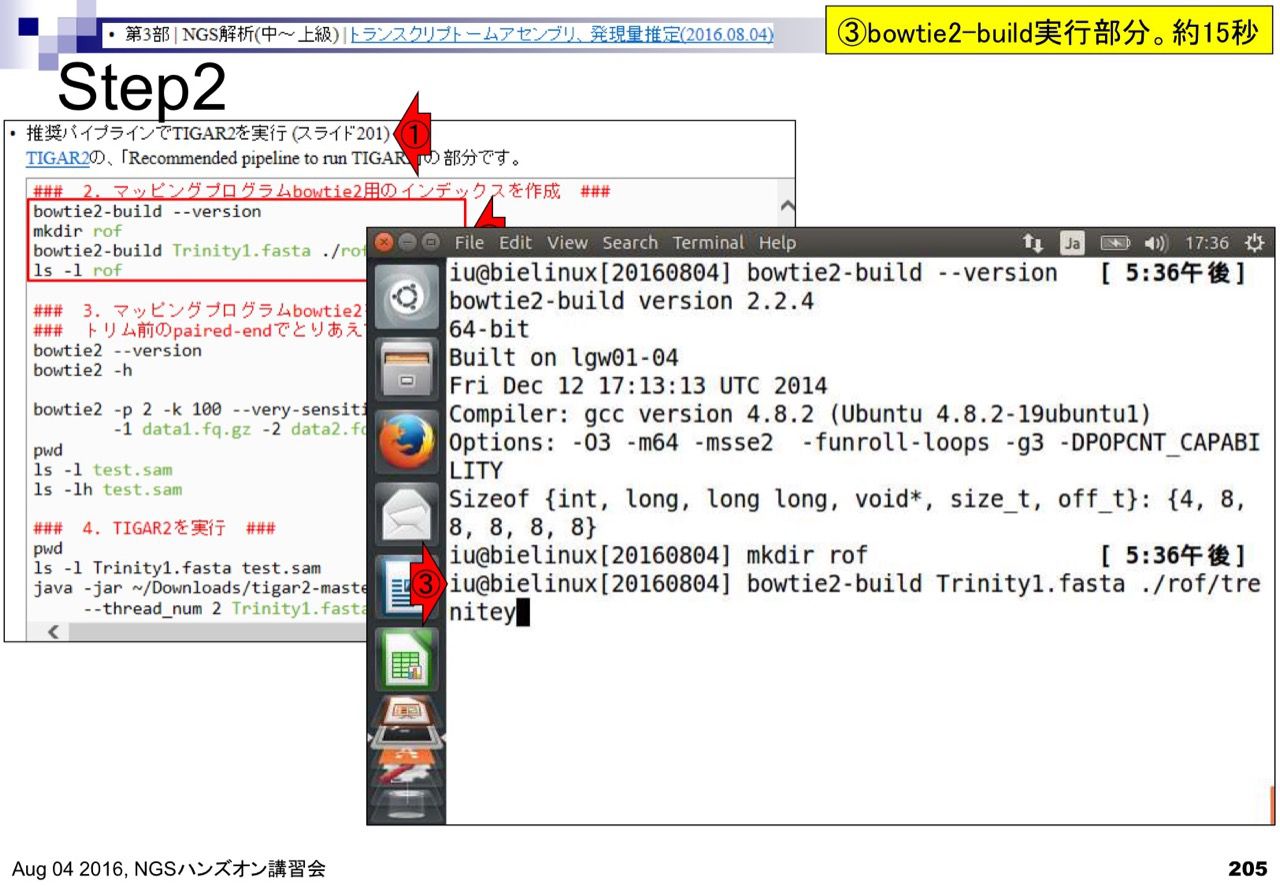 • 第3部 | NGS解析(中～上級) | トランスクリプトームアセンブリ、発現量推定(2016.08.04)
③bowtie2-build実行部分。約15秒
Step2
• 推奨パイプラインでTIGAR2を実行 (スライド201)
①
TIGAR2の、「Recommended pipeline to run TIGAR の部分です。
### 2. マッピングプログラムbowtie2用のインデックスを作成 ###
bowtie2-build --version
mkdir rof
bowtie2-build Trinity1.fasta ./rof
ls -l rof
### 3. マッピングプログラムbowtie2
### トリム前のpaired-endでとりあえ
bowtie2 --version
bowtie2 -h
bowtie2 -p 2 -k 100 --very-sensiti
-1 data1.fq.gz -2 data2.fq
pwd
ls -l test.sam
ls -lh test.sam
### 4. TIGAR2を実行 ###
pwd
ls -l Trinity1.fasta test.sam
java -jar ~/Downloads/tigar2-maste
--thread_num 2 Trinity1.fasta
File Edit View Search Terminal Help
Ja
17:36
iu@bielinux[20160804] bowtie2-build --version [ 5:36午後]
bowtie2-build version 2.2.4
64-bit
Built on lgw01-04
Fri Dec 12 17:13:13 UTC 2014
Compiler: gcc version 4.8.2 (Ubuntu 4.8.2-19ubuntu1)
Options: -O3 -m64 -msse2 -funroll-loops -g3 -DPOPCNT_CAPABI
LITY
Sizeof {int, long, long long, void*, size_t, off_t}: {4, 8,
8, 8, 8, 8}
iu@bielinux[20160804] mkdir rof [ 5:36午後]
③
iu@bielinux[20160804] bowtie2-build Trinity1.fasta ./rof/tre
nitey
Aug 04 2016, NGSハンズオン講習会
205